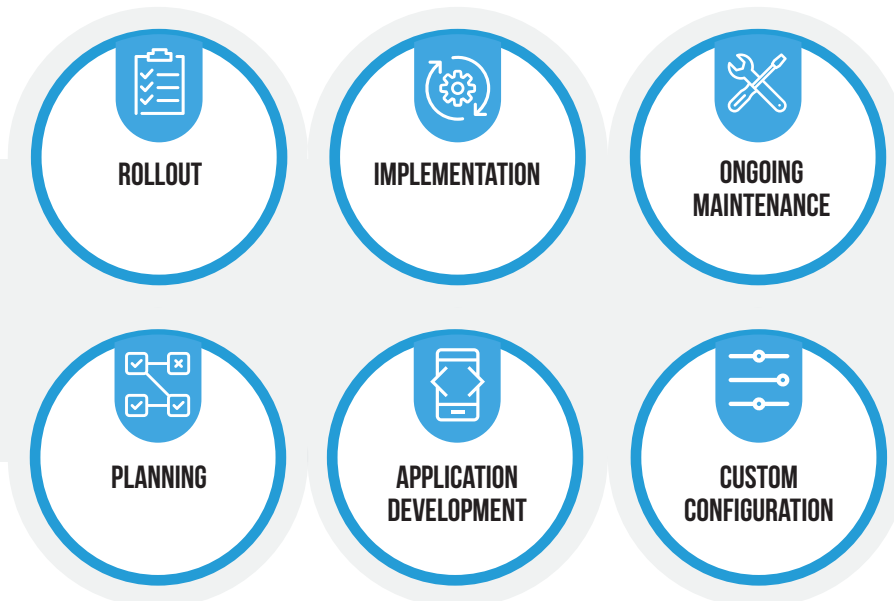 ROLLOUT
IMPLEMENTATION
ONGOING
MAINTENANCE
PLANNING
APPLICATION
DEVELOPMENT
CUSTOM
CONFIGURATION